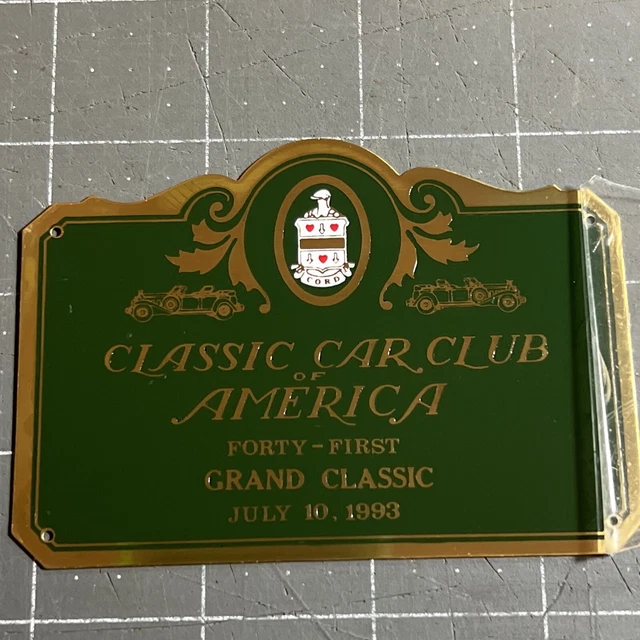 CORD
CLASSIC CAR CLUB
OF
AMERICA
FORTY-FIRST
GRAND CLASSIC
JULY 10, 1993